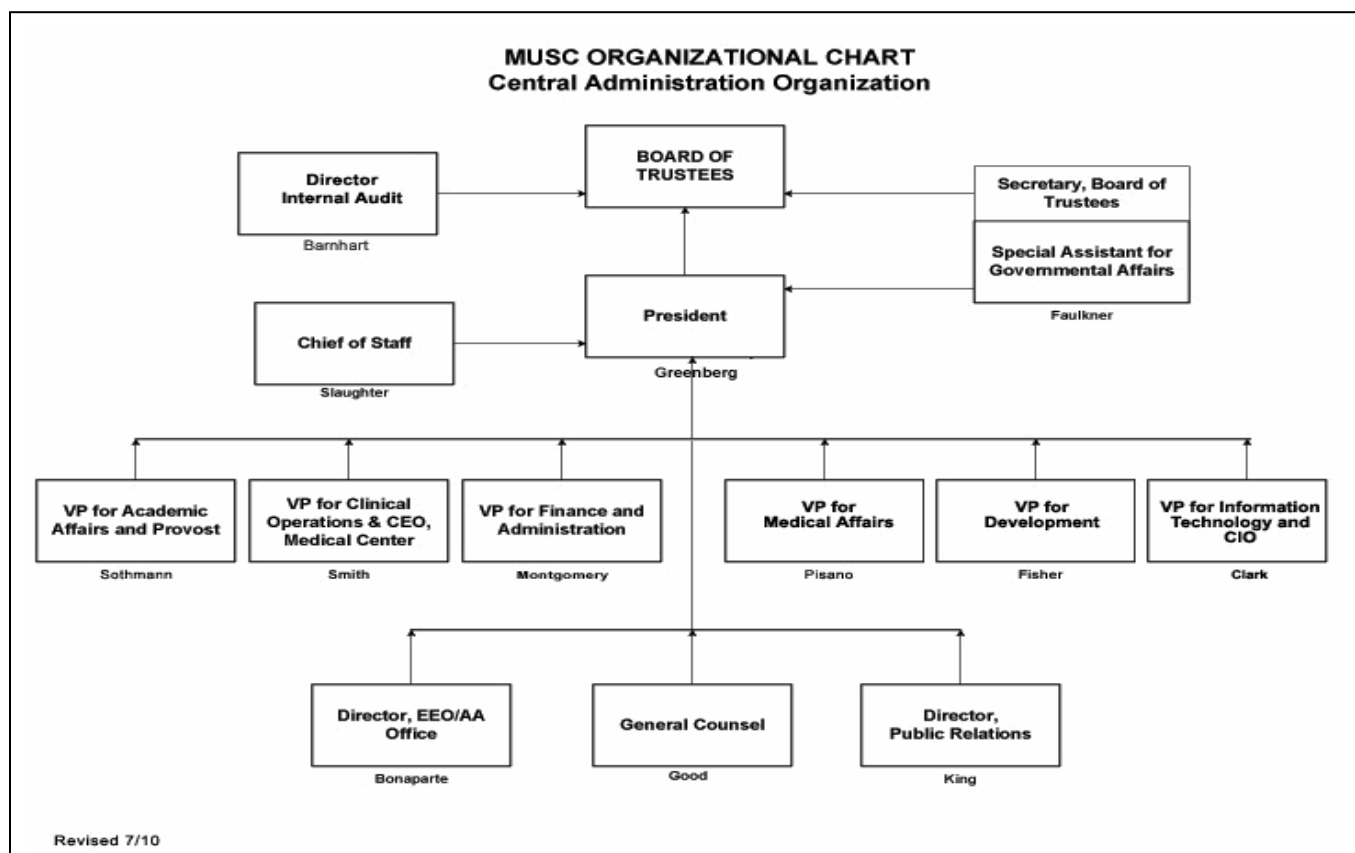 MUSC ORGANIZATIONAL CHART
Central Administration Organization
BOARD OF
TRUSTEES
Director
Internal Audit
Barnhart
Secretary, Board of
Trustees
Special Assistant for
Governmental Affairs
Faulkner
President
Greenberg
Chief of Staff
Slaughter
VP for Academic
Affairs and Provost
Sothmann
VP for Clinical
Operations & CEO,
Medical Center
Smith
VP for Finance and
Administration
Montgomery
VP for
Medical Affairs
Pisano
VP for
Development
Fisher
VP for Information
Technology and
CIO
Clark
Director, EEO/AA
Office
Bonaparte
General Counsel
Good
Director,
Public Relations
King
Revised 7/10